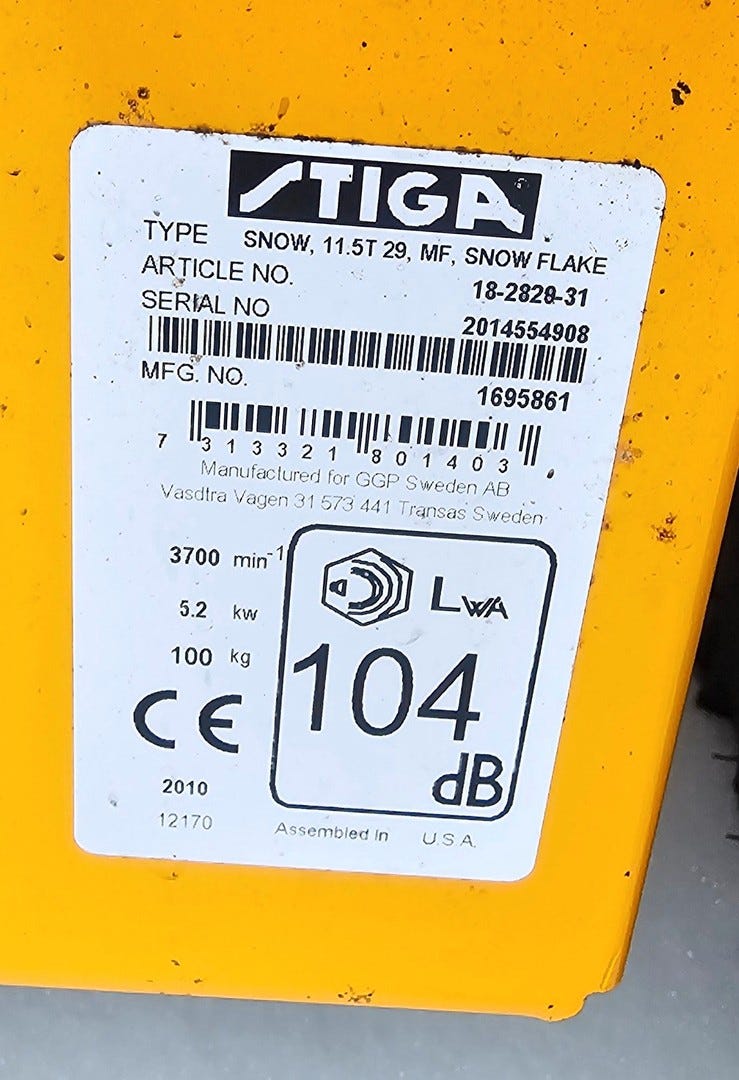 STIGA
TYPE SNOW, 11.5T 29, MF, SNOW FLAKE
ARTICLE NO. 18-2829-31
SERIAL NO 2014554908
MFG. NO. 1695861
7 313321 801403
Manufactured for GGP Sweden AB
Vasdtra Vagen 31 573 441 Transas Sweden
3700 min-1
5.2 kw
100 kg
LWA
104
dB
CE
2010
12170
Assembled In U.S.A.